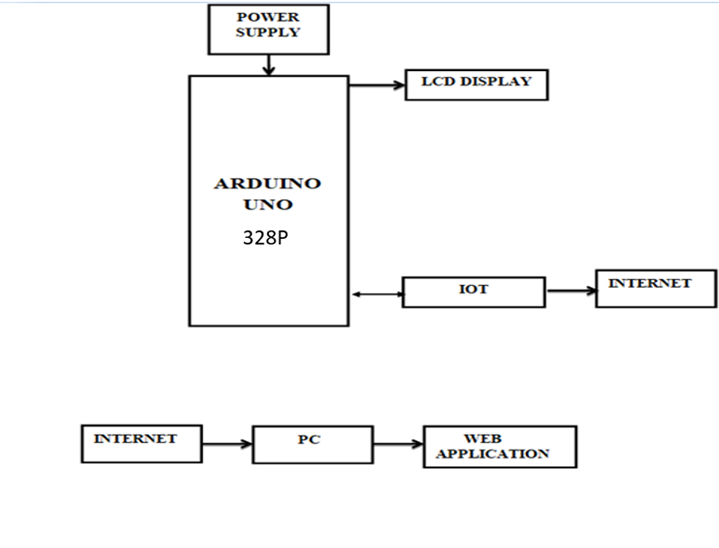 POWER
SUPPLY
LCD DISPLAY
ARDUINO
UNO
328P
IOT
INTERNET
INTERNET
PC
WEB
APPLICATION